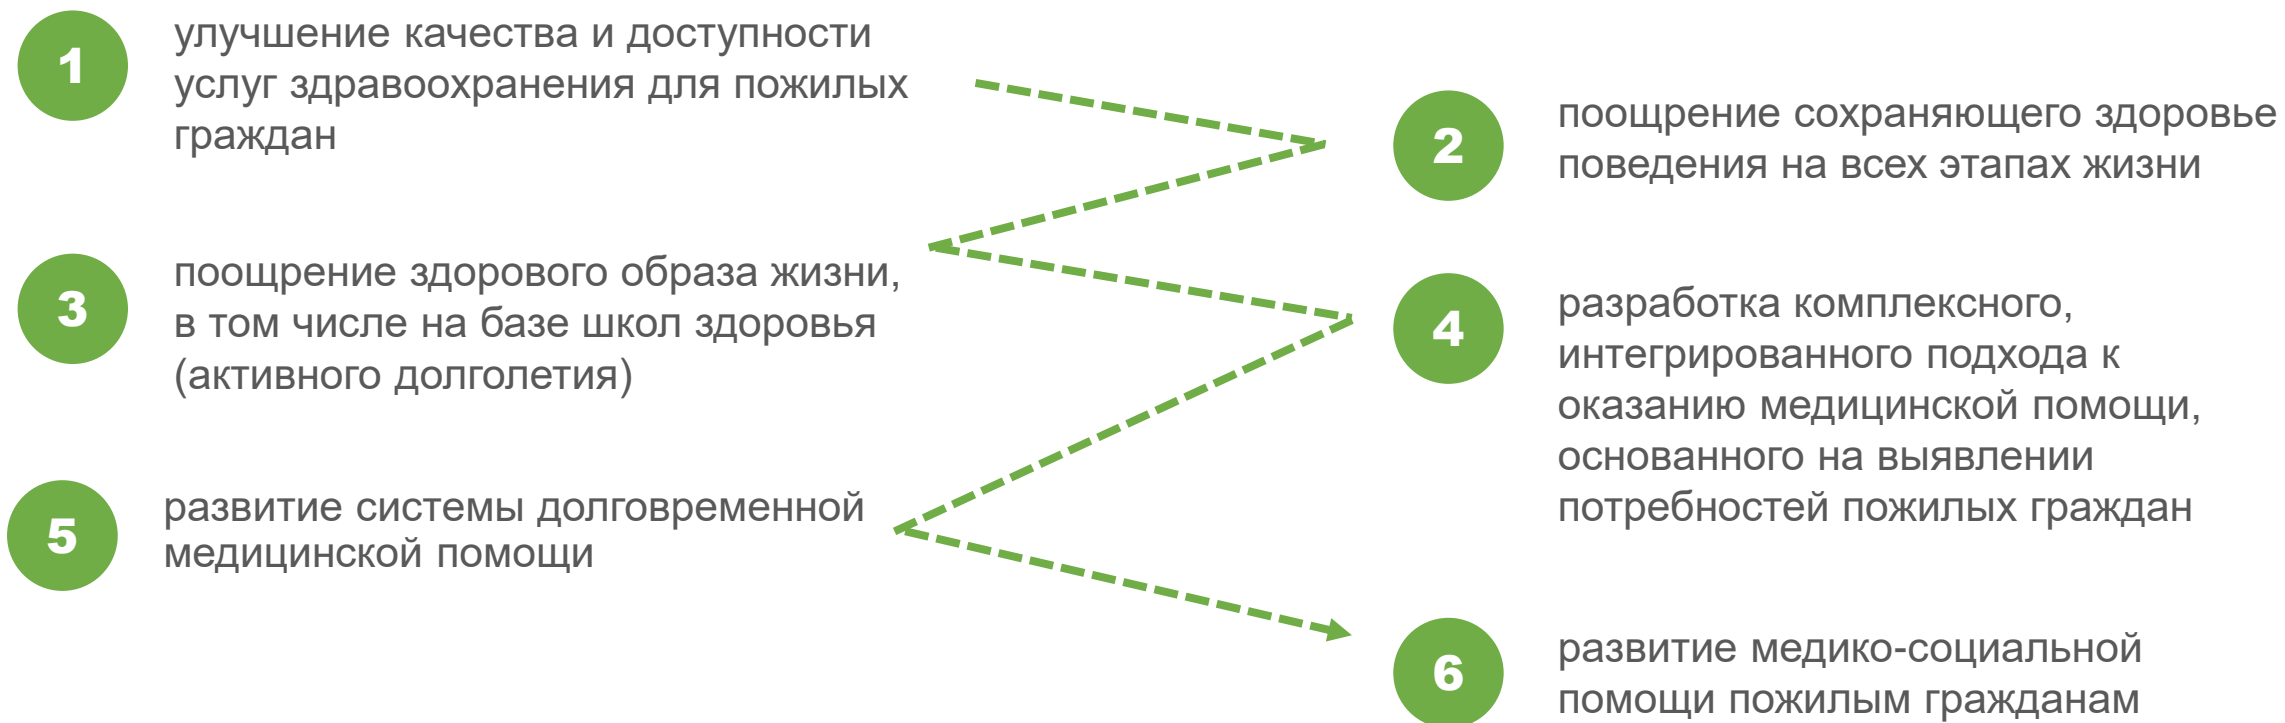 1
улучшение качества и доступности
услуг здравоохранения для пожилых
граждан
2
поощрение сохраняющего здоровье
поведения на всех этапах жизни
3
поощрение здорового образа жизни,
в том числе на базе школ здоровья
(активного долголетия)
4
разработка комплексного,
интегрированного подхода к
оказанию медицинской помощи,
основанного на выявлении
потребностей пожилых граждан
5
развитие системы долговременной
медицинской помощи
6
развитие медико-социальной
помощи пожилым гражданам